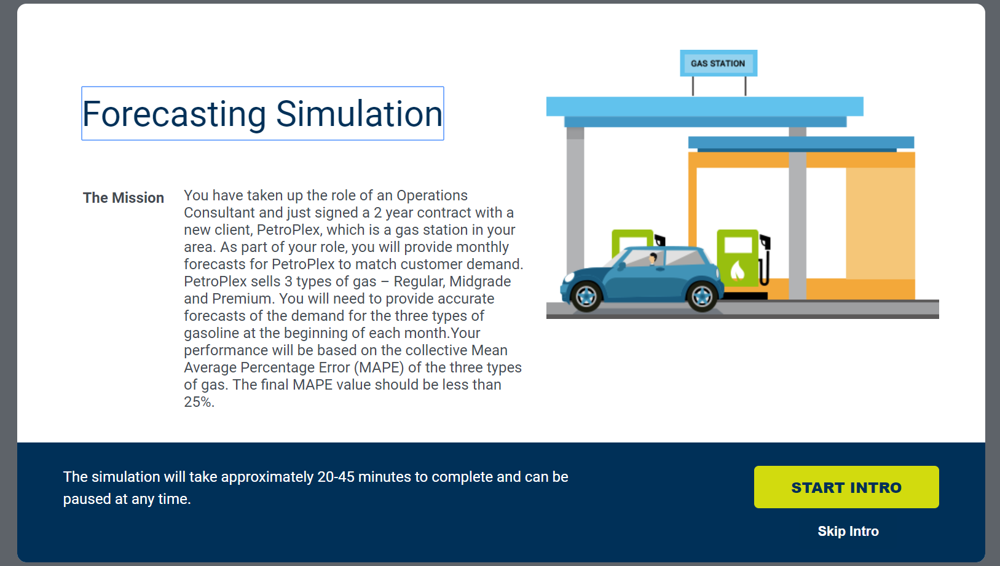 GAS STATION
Forecasting Simulation
The Mission
You have taken up the role of an Operations
Consultant and just signed a 2 year contract with a
new client, PetroPlex, which is a gas station in your
area. As part of your role, you will provide monthly
forecasts for PetroPlex to match customer demand.
PetroPlex sells 3 types of gas – Regular, Midgrade
and Premium. You will need to provide accurate
forecasts of the demand for the three types of
gasoline at the beginning of each month.Your
performance will be based on the collective Mean
Average Percentage Error (MAPE) of the three types
of gas. The final MAPE value should be less than
25%.
The simulation will take approximately 20-45 minutes to complete and can be
paused at any time.
START INTRO
Skip Intro